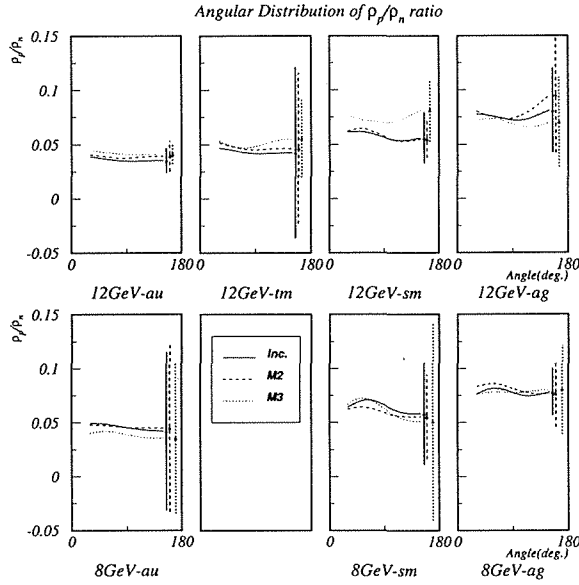 Angular Distribution of ρp/ρn ratio
ρp/ρn
0.15
0.1
0.05
0
-0.05
0 180 0 180 0 180 0 180
Angle(deg.)
12GeV-au 12GeV-tm 12GeV-sm 12GeV-ag
ρp/ρn
0.15
0.1
0.05
0
-0.05
Inc.
M2
M3
0 180 0 180 0 180
Angle(deg.)
8GeV-au 8GeV-sm 8GeV-ag